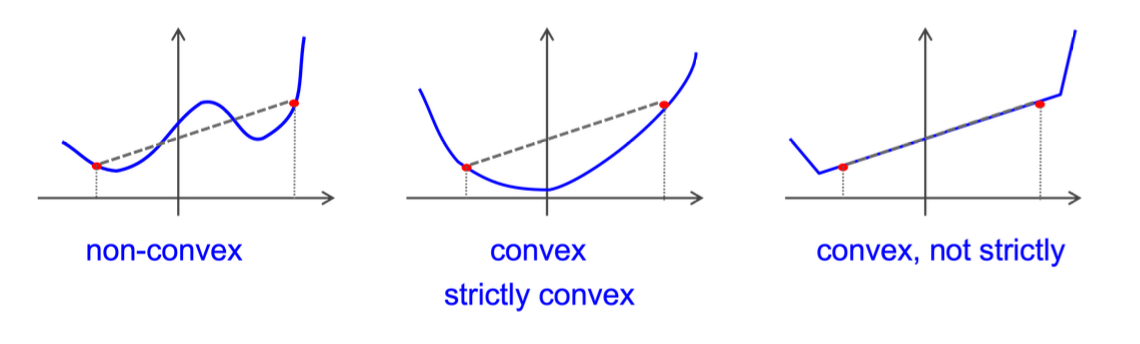 non-convex
convex
strictly convex
convex, not strictly